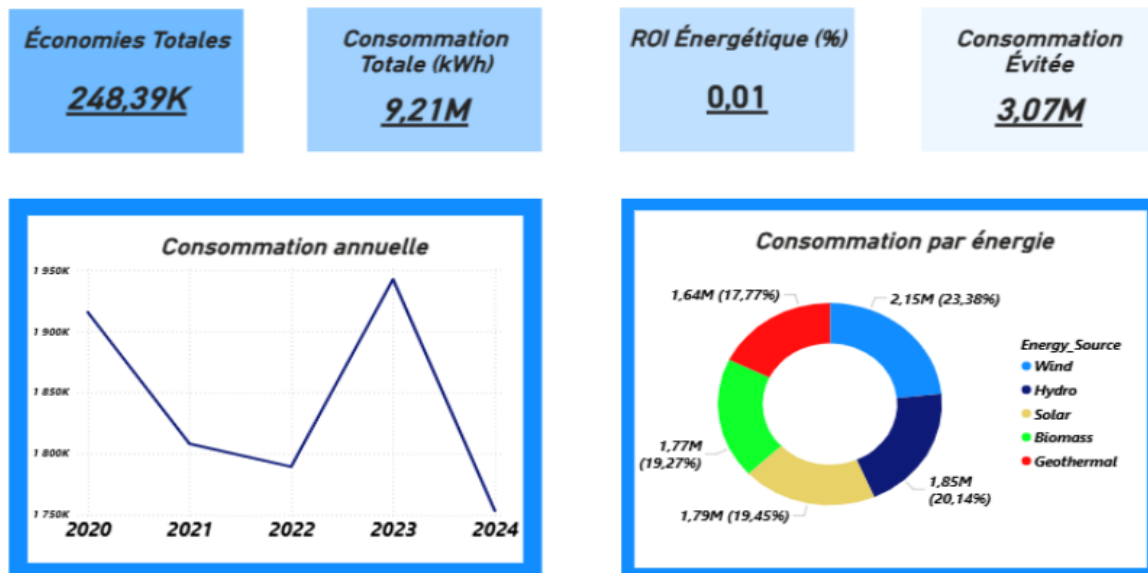 Économies Totales
248,39K
Consommation
Totale (kWh)
9,21M
ROI Énergétique (%)
0,01
Consommation
Évitée
3,07M
Consommation annuelle
1 950K
1 900K
1 850K
1 800K
1 750K
2020 2021 2022 2023 2024
Consommation par énergie
1,64M (17,77%)
2,15M (23,38%)
1,77M
(19,27%)
1,79M (19,45%)
1,85M
(20,14%)
Energy_Source
Wind
Hydro
Solar
Biomass
Geothermal